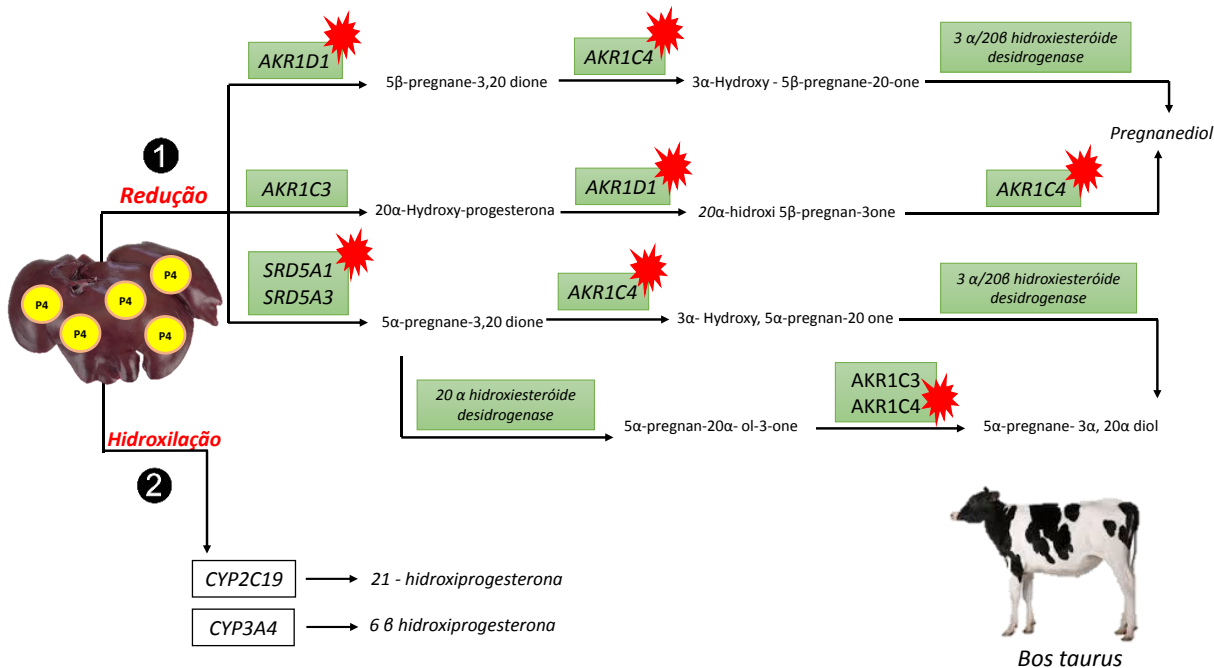 AKR1D1
5β-pregnane-3,20 dione
AKR1C4
3α-Hydroxy - 5β-pregnane-20-one
3 α/20β hidroxiesteróide
desidrogenase
Pregnanediol
1
Redução
AKR1C3
20α-Hydroxy-progesterona
AKR1D1
20α-hidroxi 5β-pregnan-3one
AKR1C4
SRD5A1
SRD5A3
5α-pregnane-3,20 dione
AKR1C4
3α- Hydroxy, 5α-pregnan-20 one
3 α/20β hidroxiesteróide
desidrogenase
P4
P4
P4
P4
P4
20 α hidroxiesteróide
desidrogenase
5α-pregnan-20α- ol-3-one
AKR1C3
AKR1C4
5α-pregnane- 3α, 20α diol
Hidroxilação
2
CYP2C19
21 - hidroxiprogesterona
CYP3A4
6 β hidroxiprogesterona
Bos taurus